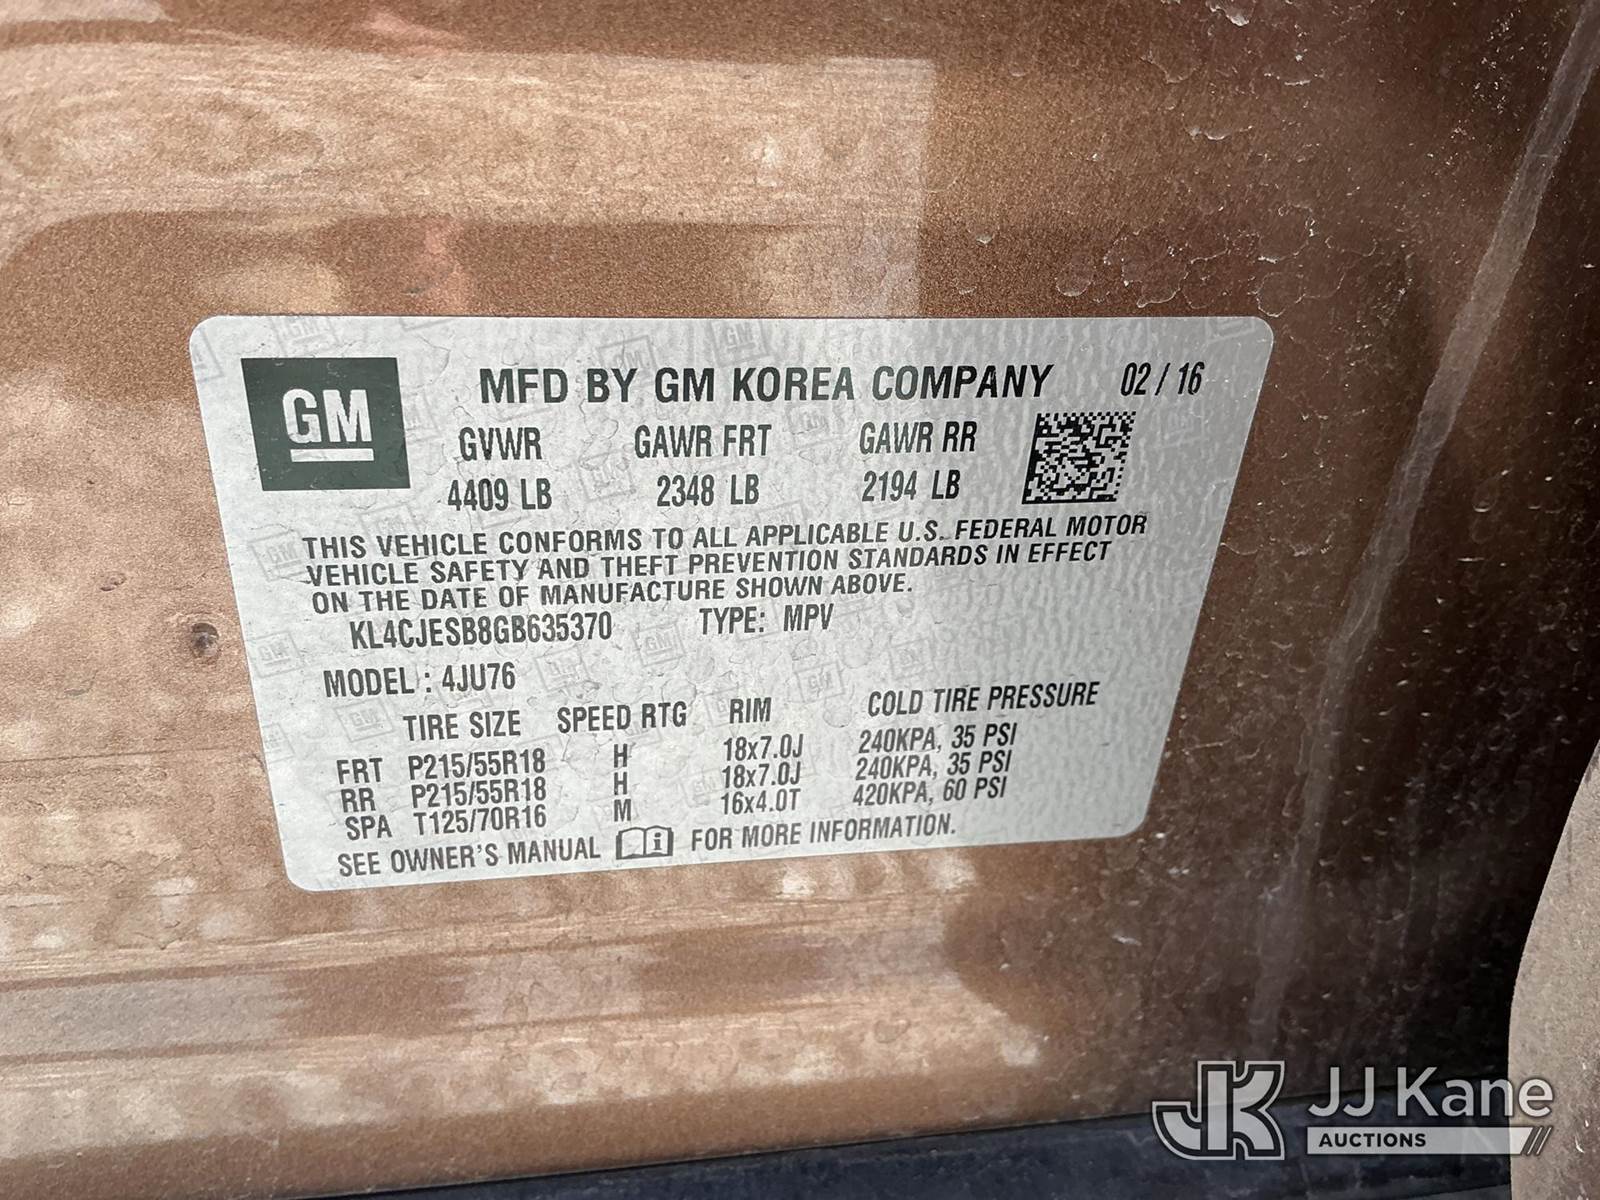 GM
MFD BY GM KOREA COMPANY 02 / 16
GVWR GAWR FRT GAWR RR
4409 LB 2348 LB 2194 LB
THIS VEHICLE CONFORMS TO ALL APPLICABLE U.S. FEDERAL MOTOR
VEHICLE SAFETY AND THEFT PREVENTION STANDARDS IN EFFECT
ON THE DATE OF MANUFACTURE SHOWN ABOVE.
KL4CJESB8GB635370 TYPE: MPV
MODEL : 4JU76
TIRE SIZE SPEED RTG RIM COLD TIRE PRESSURE
FRT P215/55R18 H 18x7.0J 240KPA, 35 PSI
RR P215/55R18 H 18x7.0J 240KPA, 35 PSI
SPA T125/70R16 M 16x4.0T 420KPA, 60 PSI
SEE OWNER'S MANUAL FOR MORE INFORMATION.
JK JJ Kane
AUCTIONS